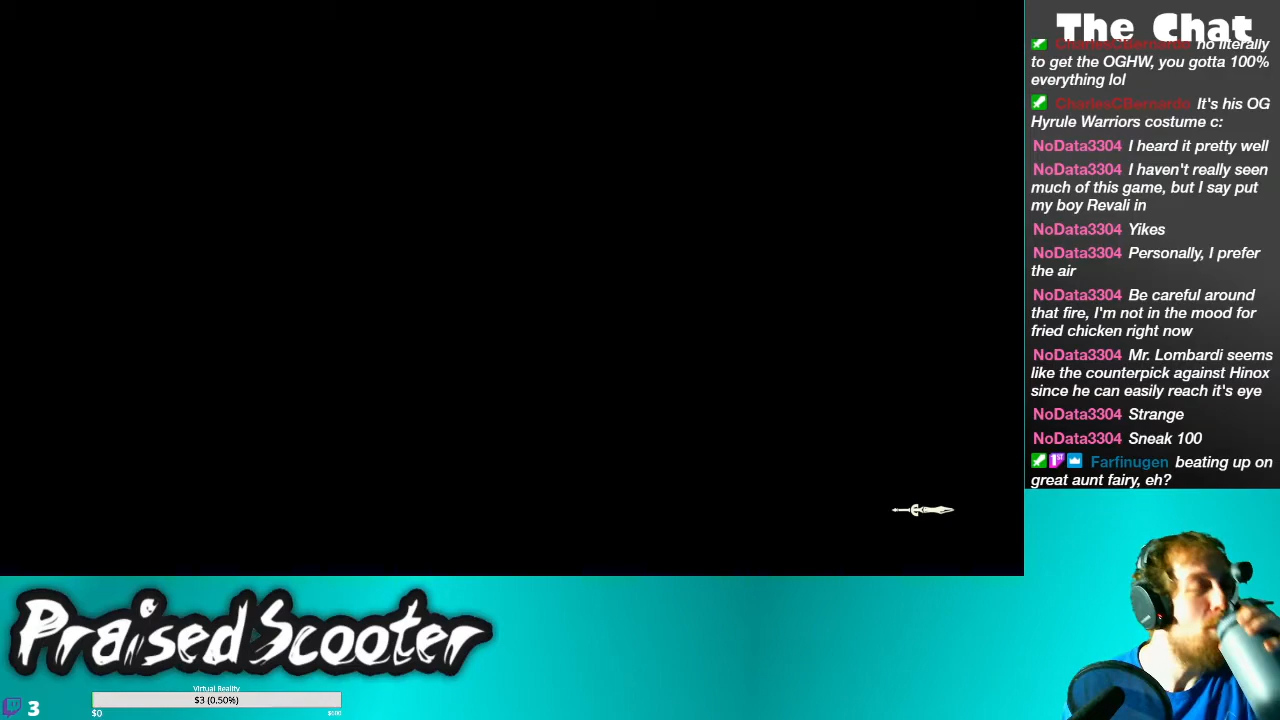 The Chat
CharlesCBernardo no literally
to get the OGHW, you gotta 100%
everything lol
CharlesCBernardo It's his OG
Hyrule Warriors costume c:
NoData3304 I heard it pretty well
NoData3304 I haven't really seen
much of this game, but I say put
my boy Revali in
NoData3304 Yikes
NoData3304 Personally, I prefer
the air
NoData3304 Be careful around
that fire, I'm not in the mood for
fried chicken right now
NoData3304 Mr. Lombardi seems
like the counterpick against Hinox
since he can easily reach it's eye
NoData3304 Strange
NoData3304 Sneak 100
Farfinugen beating up on
great aunt fairy, eh?
PraisedScooter
3
Virtual Reality
$3 (0.50%)
$0
$600